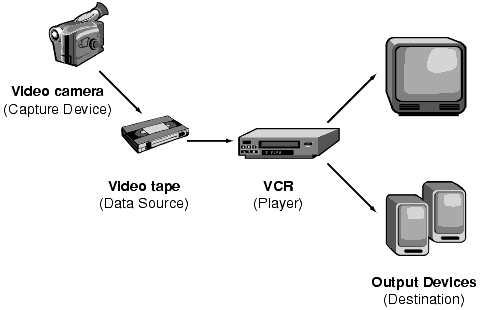 Video camera
(Capture Device)
Video tape
(Data Source)
VCR
(Player)
Output Devices
(Destination)